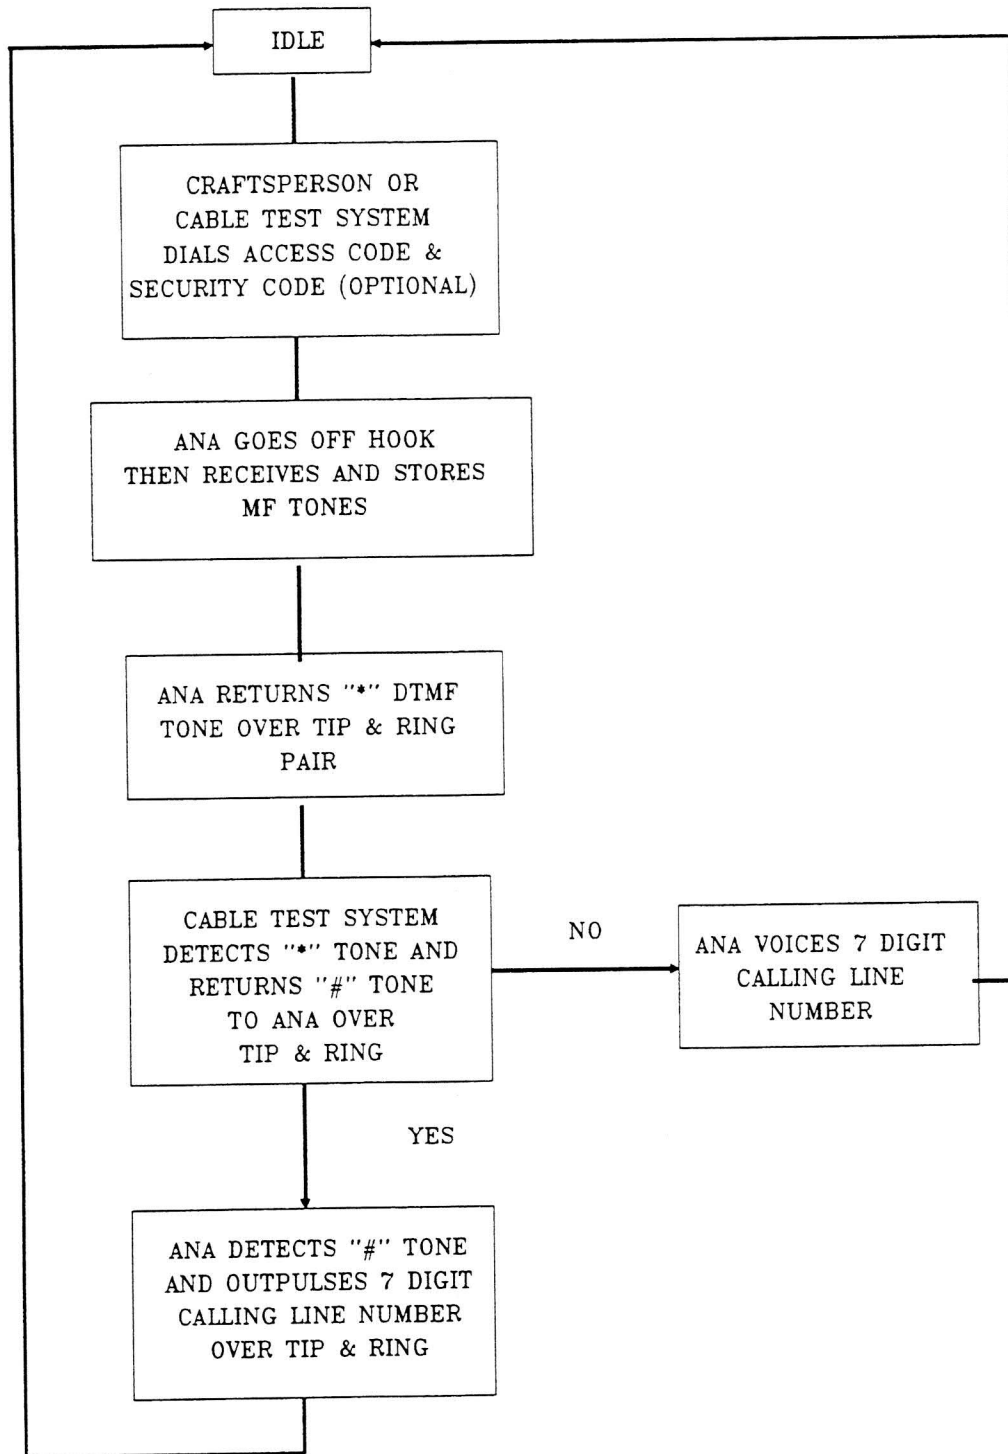 IDLE
CRAFTSPERSON OR
CABLE TEST SYSTEM
DIALS ACCESS CODE &
SECURITY CODE (OPTIONAL)
ANA GOES OFF HOOK
THEN RECEIVES AND STORES
MF TONES
ANA RETURNS "*" DTMF
TONE OVER TIP & RING
PAIR
CABLE TEST SYSTEM
DETECTS "*" TONE AND
RETURNS "#" TONE
TO ANA OVER
TIP & RING
NO
ANA VOICES 7 DIGIT
CALLING LINE
NUMBER
YES
ANA DETECTS "#" TONE
AND OUTPULSES 7 DIGIT
CALLING LINE NUMBER
OVER TIP & RING